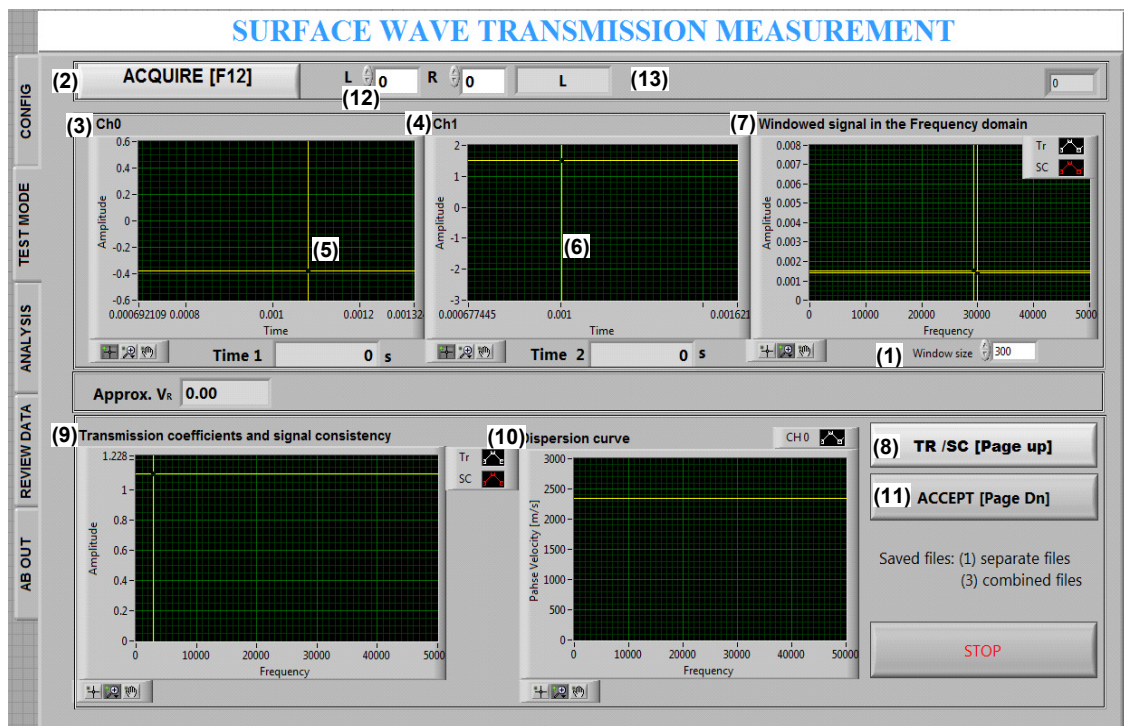 SURFACE WAVE TRANSMISSION MEASUREMENT
CONFIG
TEST MODE
ANALYSIS
REVIEW DATA
AB OUT
(2) ACQUIRE [F12] L 0 R 0 L (13) 0
(12)
(3) Ch0
0.6
0.4
0.2
0
-0.2
-0.4
-0.6
Amplitude
(5)
0.000692109 0.0008 0.001 0.0012 0.001324
Time
Time 1 0 s
(4) Ch1
2
1
0
-1
-2
-3
Amplitude
(6)
0.000677445 0.001 0.001621
Time
Time 2 0 s
(7) Windowed signal in the Frequency domain
Tr
SC
0.008
0.007
0.006
0.005
0.004
0.003
0.002
0.001
0
Amplitude
0 10000 20000 30000 40000 5000
Frequency
(1) Window size 300
Approx. VR 0.00
(9) Transmission coefficients and signal consistency
Tr
SC
1.228
1
0.8
0.6
0.4
0.2
0
Amplitude
0 10000 20000 30000 40000 5000
Frequency
(10) Dispersion curve
CH 0
3000
2500
2000
1500
1000
500
0
Pahse Velocity [m/s]
0 10000 20000 30000 40000 50000
Frequency
(8) TR /SC [Page up]
(11) ACCEPT [Page Dn]
Saved files: (1) separate files
(3) combined files
STOP